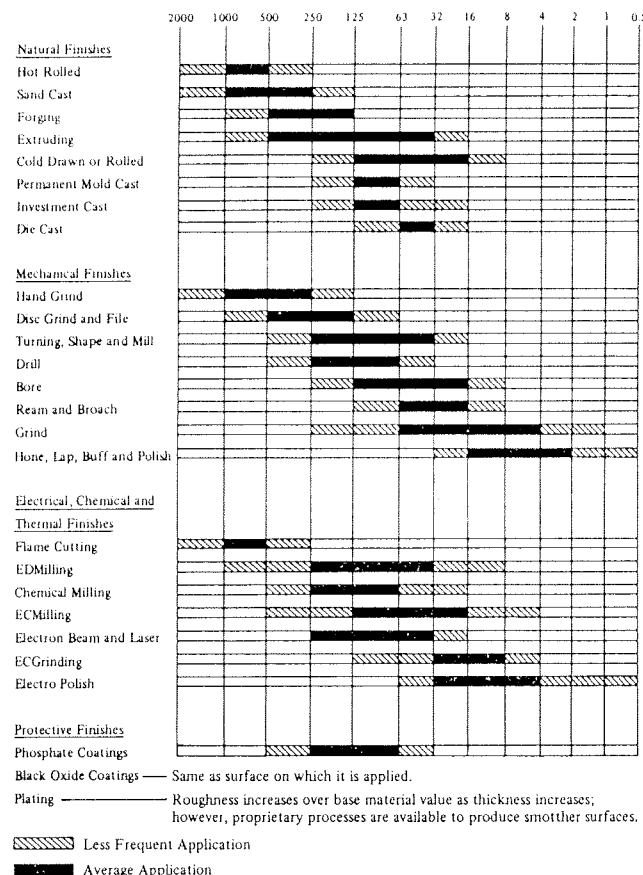 2000 1000 500 250 125 63 32 16 8 4 2 1 0.5
Natural Finishes
Hot Rolled
Sand Cast
Forging
Extruding
Cold Drawn or Rolled
Permanent Mold Cast
Investment Cast
Die Cast
Mechanical Finishes
Hand Grind
Disc Grind and File
Turning, Shape and Mill
Drill
Bore
Ream and Broach
Grind
Hone, Lap, Buff and Polish
Electrical, Chemical and
Thermal Finishes
Flame Cutting
EDMilling
Chemical Milling
ECMilling
Electron Beam and Laser
ECGrinding
Electro Polish
Protective Finishes
Phosphate Coatings
Black Oxide Coatings — Same as surface on which it is applied.
Plating — Roughness increases over base material value as thickness increases;
however, proprietary processes are available to produce smotther surfaces.
Less Frequent Application
Average Application